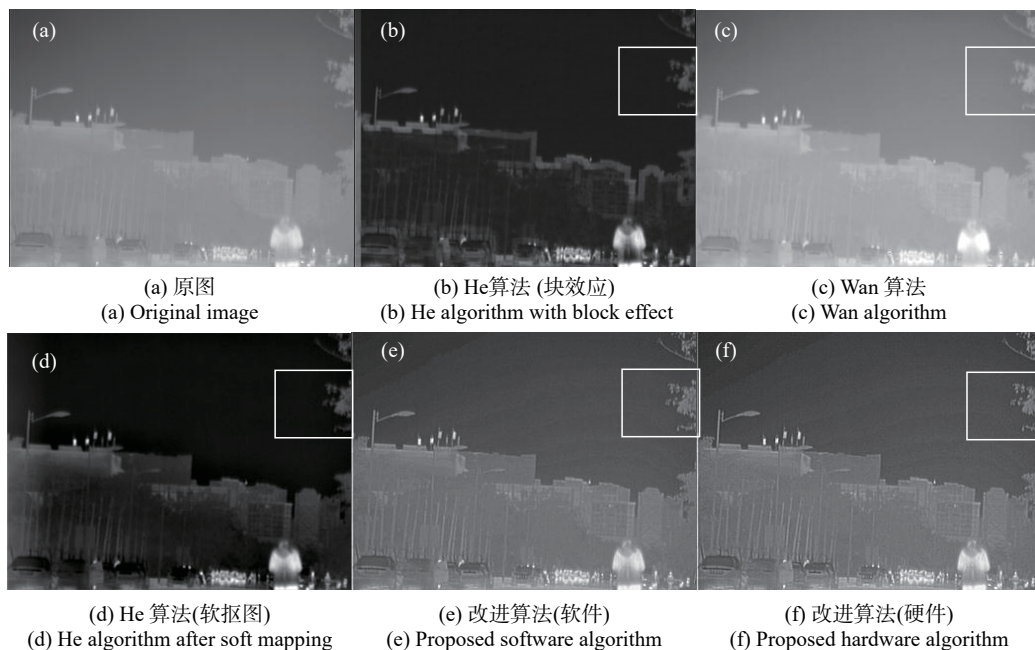 (a)
(b)
(c)
(a) 原图
(a) Original image
(b) He算法 (块效应)
(b) He algorithm with block effect
(c) Wan 算法
(c) Wan algorithm
(d)
(e)
(f)
(d) He 算法(软抠图)
(d) He algorithm after soft mapping
(e) 改进算法(软件)
(e) Proposed software algorithm
(f) 改进算法(硬件)
(f) Proposed hardware algorithm